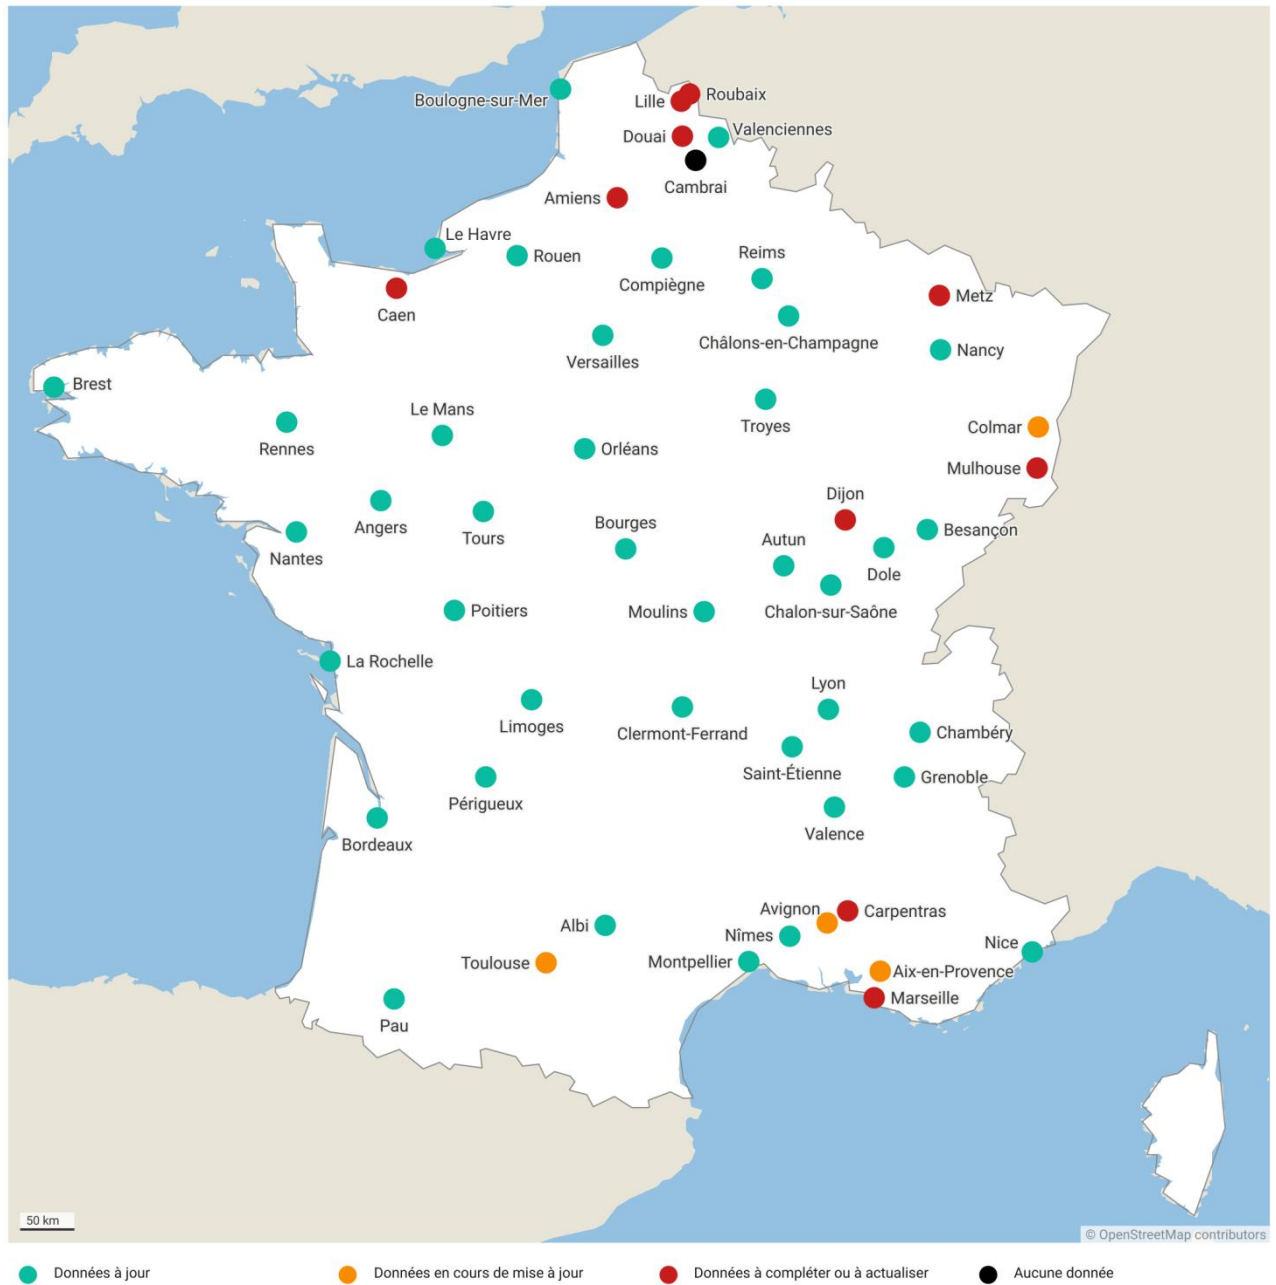 Boulogne-sur-Mer
Lille
Roubaix
Douai
Valenciennes
Cambrai
Amiens
Le Havre
Rouen
Compiègne
Reims
Caen
Metz
Versailles
Châlons-en-Champagne
Nancy
Brest
Rennes
Le Mans
Orléans
Troyes
Colmar
Mulhouse
Dijon
Angers
Tours
Bourges
Autun
Besançon
Nantes
Dole
Poitiers
Moulins
Chalon-sur-Saône
La Rochelle
Lyon
Limoges
Clermont-Ferrand
Chambéry
Saint-Étienne
Grenoble
Périgueux
Valence
Bordeaux
Avignon
Carpentras
Albi
Nîmes
Nice
Toulouse
Montpellier
Aix-en-Provence
Marseille
Pau
50 km
© OpenStreetMap contributors
Données à jour
Données en cours de mise à jour
Données à compléter ou à actualiser
Aucune donnée